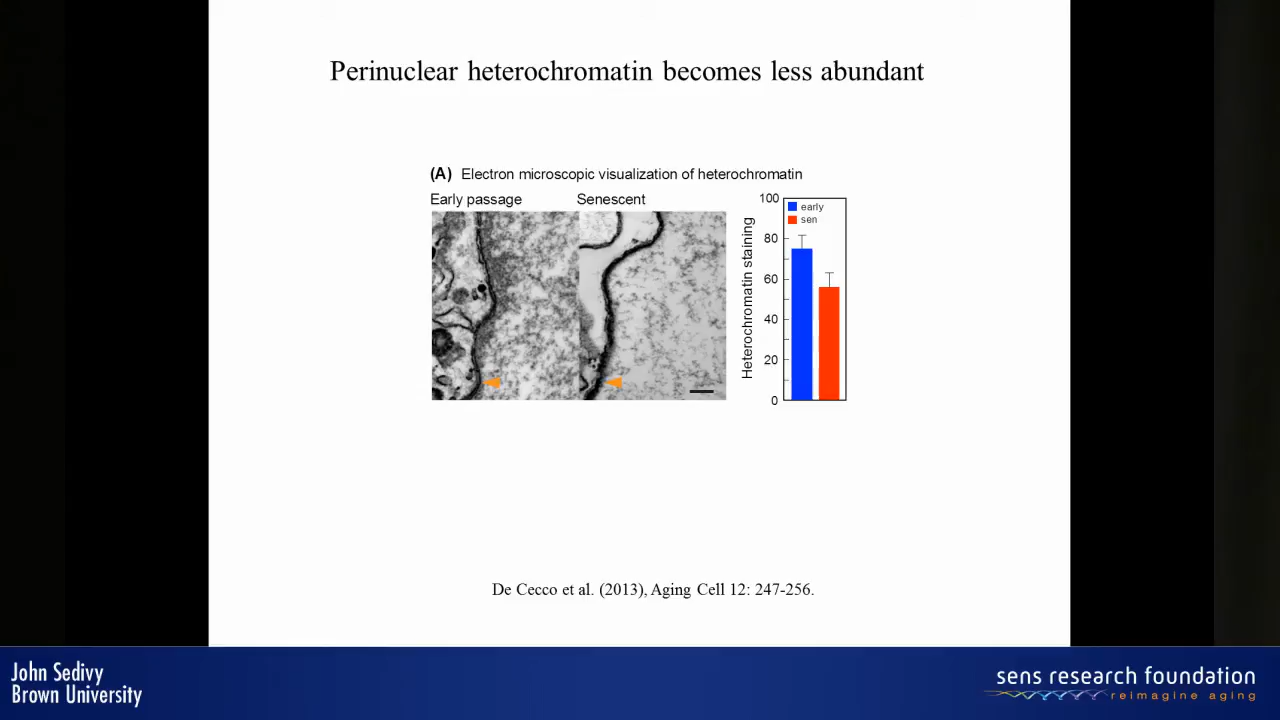 Perinuclear heterochromatin becomes less abundant
(A) Electron microscopic visualization of heterochromatin
Early passage
Senescent
Heterochromatin staining
100
80
60
40
20
0
early
sen
De Cecco et al. (2013), Aging Cell 12: 247-256.
John Sedivy
Brown University
sens research foundation
reimagine aging